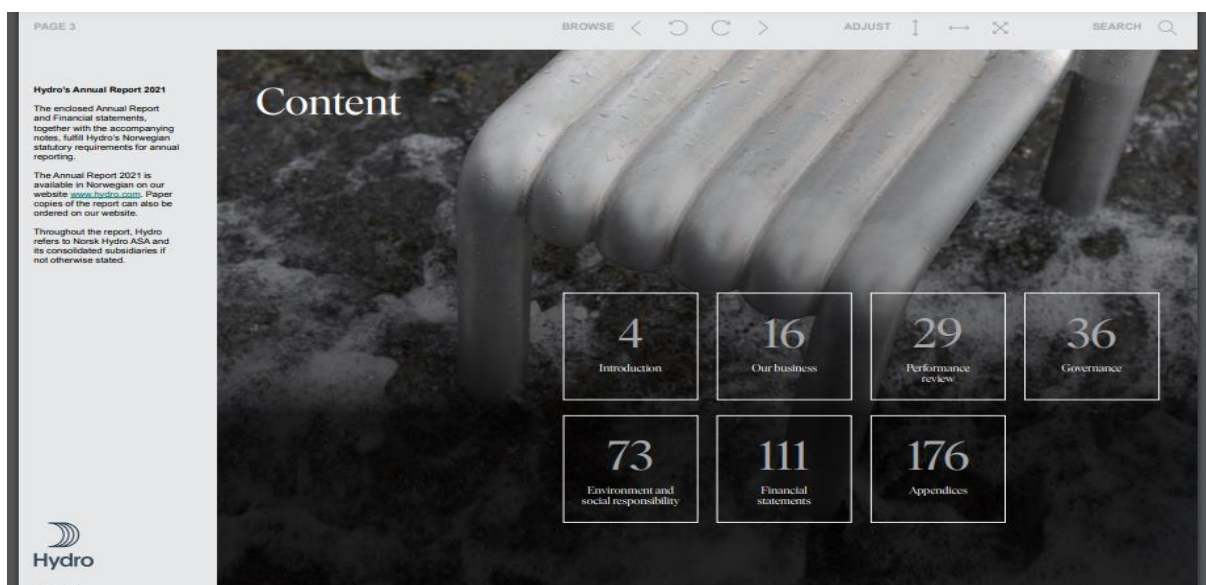 PAGE 3
BROWSE
ADJUST
SEARCH
Hydro's Annual Report 2021
The enclosed Annual Report
and Financial statements,
together with the accompanying
notes, fulfill Hydro's Norwegian
statutory requirements for annual
reporting.
The Annual Report 2021 is
available in Norwegian on our
website www.hydro.com. Paper
copies of the report can also be
ordered on our website.
Throughout the report, Hydro
refers to Norsk Hydro ASA and
its consolidated subsidiaries if
not otherwise stated.
Hydro
Content
4
Introduction
16
Our business
29
Performance
review
36
Governance
73
Environment and
social responsibility
111
Financial
statements
176
Appendices